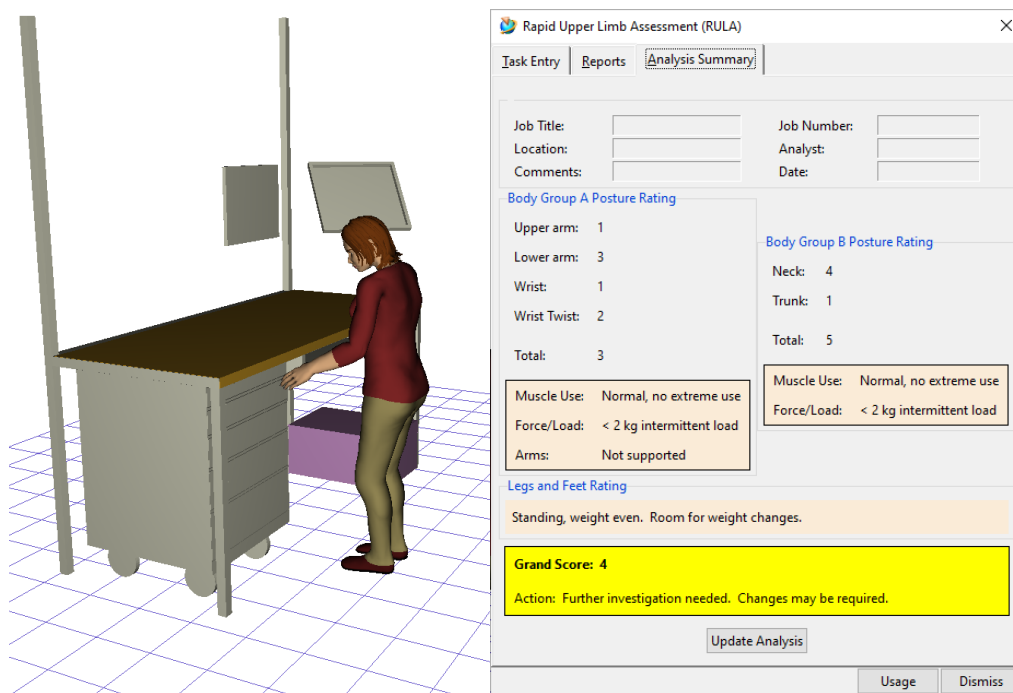 Rapid Upper Limb Assessment (RULA)
Task Entry Reports Analysis Summary
Job Title: Job Number:
Location: Analyst:
Comments: Date:
Body Group A Posture Rating
Upper arm: 1
Lower arm: 3
Wrist: 1
Wrist Twist: 2
Total: 3
Muscle Use: Normal, no extreme use
Force/Load: < 2 kg intermittent load
Arms: Not supported
Body Group B Posture Rating
Neck: 4
Trunk: 1
Total: 5
Muscle Use: Normal, no extreme use
Force/Load: < 2 kg intermittent load
Legs and Feet Rating
Standing, weight even. Room for weight changes.
Grand Score: 4
Action: Further investigation needed. Changes may be required.
Update Analysis
Usage Dismiss